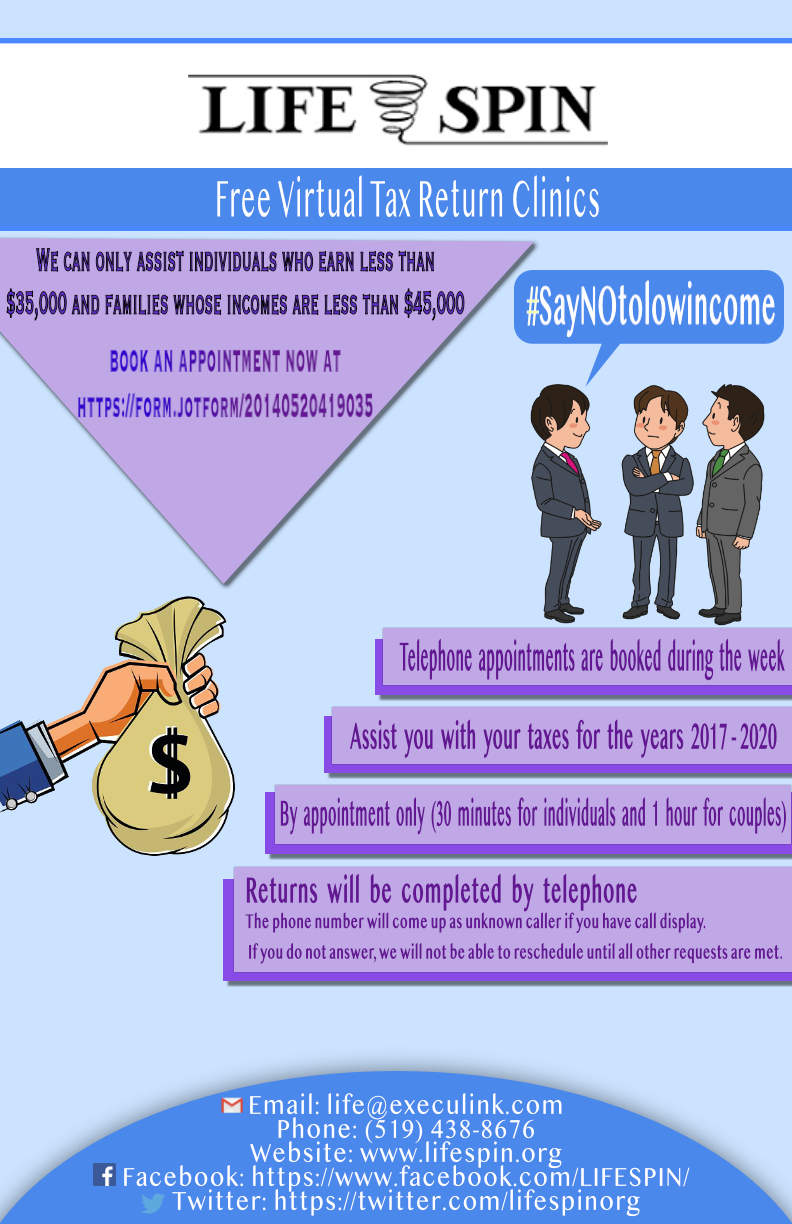 LIFE SPIN
Free Virtual Tax Return Clinics
WE CAN ONLY ASSIST INDIVIDUALS WHO EARN LESS THAN
$35,000 AND FAMILIES WHOSE INCOMES ARE LESS THAN $45,000
BOOK AN APPOINTMENT NOW AT
HTTPS://FORM.JOTFORM/20140520419035
#SayNOtolowincome
$
Telephone appointments are booked during the week
Assist you with your taxes for the years 2017-2020
By appointment only (30 minutes for individuals and 1 hour for couples)
Returns will be completed by telephone
The phone number will come up as unknown caller if you have call display.
If you do not answer, we will not be able to reschedule until all other requests are met.
Email: life@execulink.com
Phone: (519) 438-8676
Website: www.lifespin.org
Facebook: https://www.facebook.com/LIFESPIN/
Twitter: https://twitter.com/lifespinorg